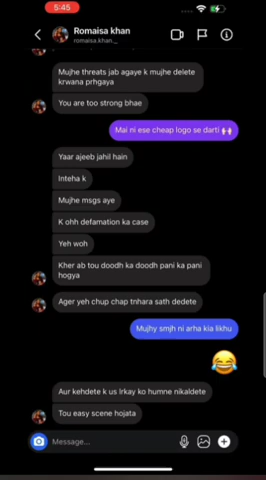 5:45
Romaisa khan
romaisa.khan._
Mujhe threats jab agaye k mujhe delete
krwana prhgaya
You are too strong bhae
Mai ni ese cheap logo se darti
Yaar ajeeb jahil hain
Inteha k
Mujhe msgs aye
K ohh defamation ka case
Yeh woh
Kher ab tou doodh ka doodh pani ka pani
hogya
Ager yeh chup chap tnhara sath dedete
Mujhy smjh ni arha kia likhu
Aur kehdete k us lrkay ko humne nikaldete
Tou easy scene hojata
Message...